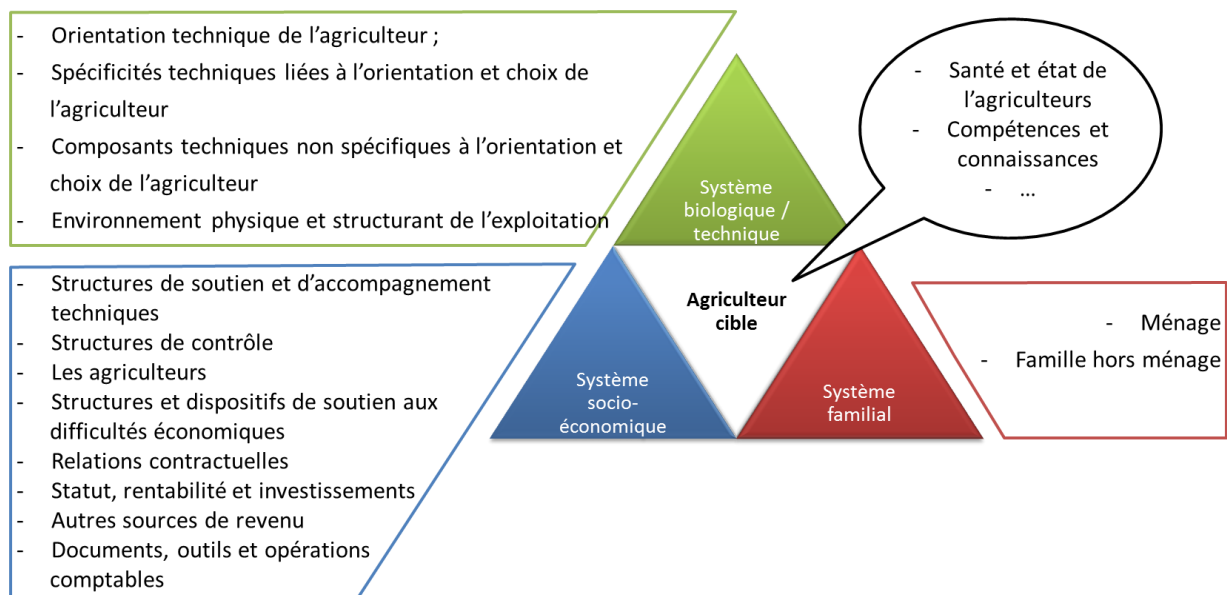 - Orientation technique de l’agriculteur ;
- Spécificités techniques liées à l’orientation et choix de
l’agriculteur
- Composants techniques non spécifiques à l’orientation et
choix de l’agriculteur
- Environnement physique et structurant de l’exploitation
- Santé et état de
l’agriculteurs
- Compétences et
connaissances
- ...
Système
biologique /
technique
Agriculteur
cible
Système
socio-
économique
Système
familial
- Structures de soutien et d’accompagnement
techniques
- Structures de contrôle
- Les agriculteurs
- Structures et dispositifs de soutien aux
difficultés économiques
- Relations contractuelles
- Statut, rentabilité et investissements
- Autres sources de revenu
- Documents, outils et opérations
comptables
- Ménage
- Famille hors ménage